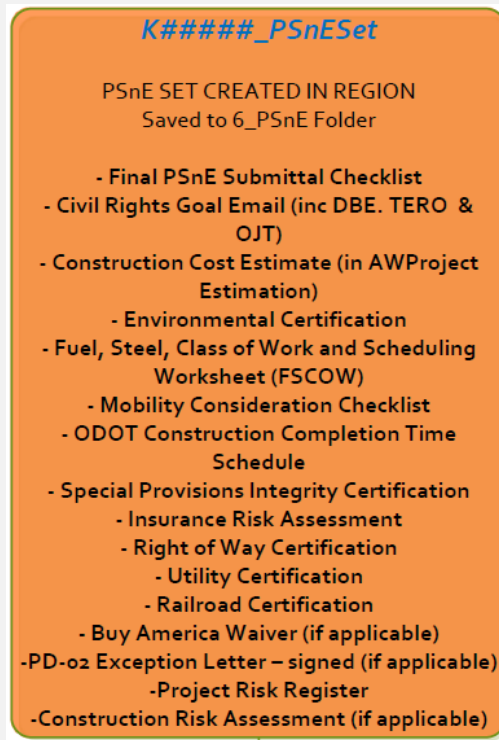 K#####_PSnESet
PSnE SET CREATED IN REGION
Saved to 6_PSnE Folder
- Final PSnE Submittal Checklist
- Civil Rights Goal Email (inc DBE. TERO &
OJT)
- Construction Cost Estimate (in AWProject
Estimation)
- Environmental Certification
- Fuel, Steel, Class of Work and Scheduling
Worksheet (FSCOW)
- Mobility Consideration Checklist
- ODOT Construction Completion Time
Schedule
- Special Provisions Integrity Certification
- Insurance Risk Assessment
- Right of Way Certification
- Utility Certification
- Railroad Certification
- Buy America Waiver (if applicable)
-PD-02 Exception Letter – signed (if applicable)
-Project Risk Register
-Construction Risk Assessment (if applicable)